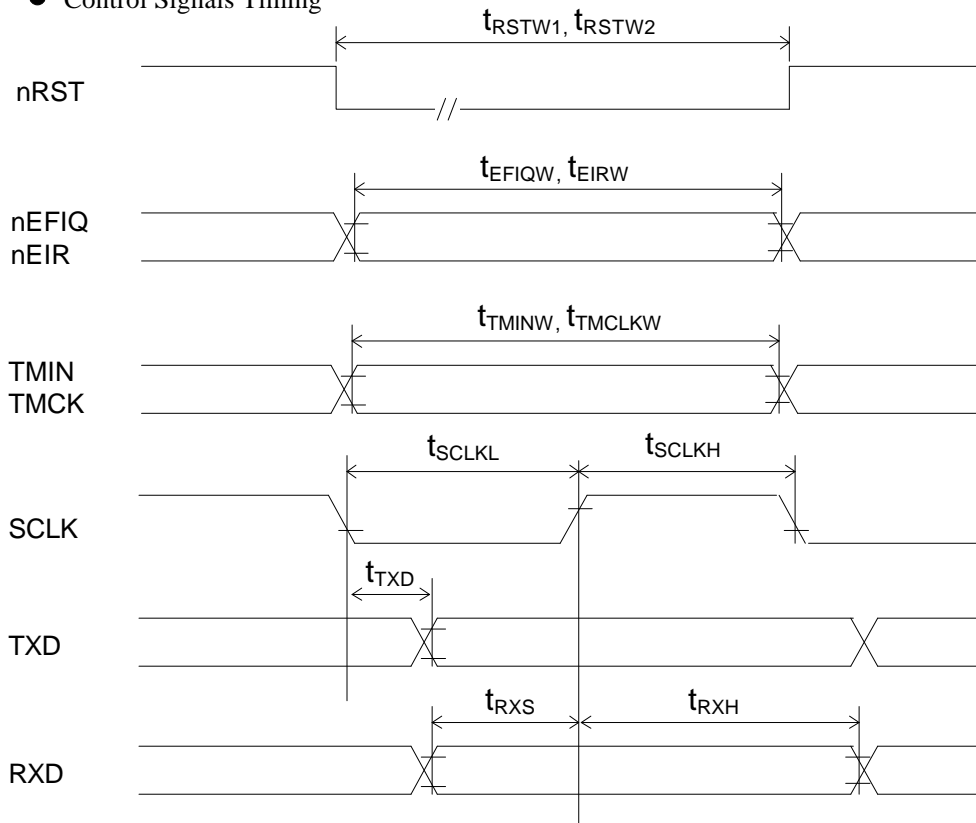 ● Control Signals Timing
tRSTW1, tRSTW2
nRST
//
tEFIQW, tEIRW
nEFIQ
nEIR
tTMINW, tTMCLKW
TMIN
TMCK
tSCLKL
tSCLKH
SCLK
tTXD
TXD
tRXS
tRXH
RXD